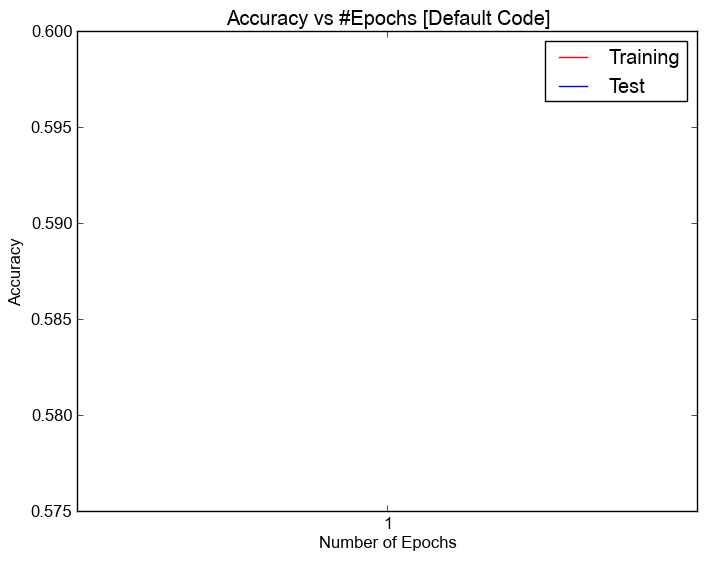 Accuracy vs #Epochs [Default Code]
0.600
Training
Test
0.595
0.590
Accuracy
0.585
0.580
0.575
1
Number of Epochs